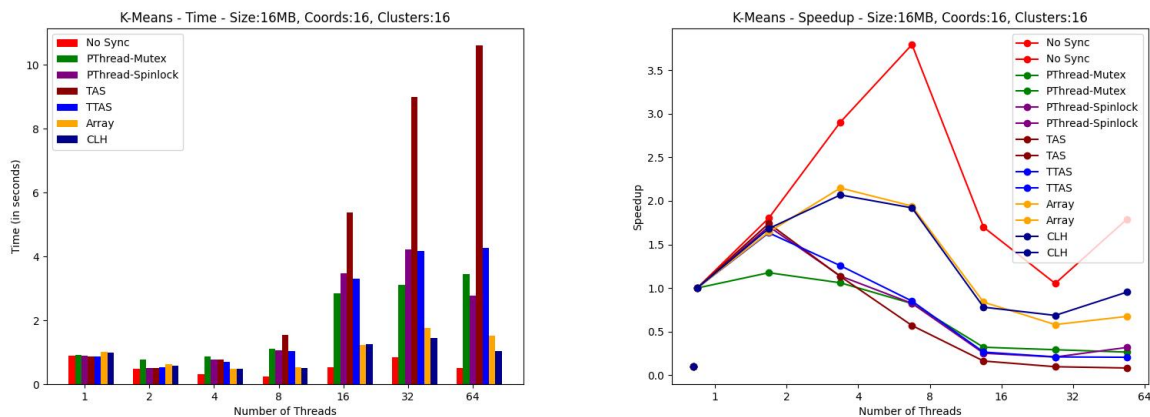 K-Means - Time - Size:16MB, Coords:16, Clusters:16
No Sync
PThread-Mutex
PThread-Spinlock
TAS
TTAS
Array
CLH
Time (in seconds)
10
8
6
4
2
0
1
2
4
8
16
32
64
Number of Threads
K-Means - Speedup - Size:16MB, Coords:16, Clusters:16
No Sync
No Sync
PThread-Mutex
PThread-Mutex
PThread-Spinlock
PThread-Spinlock
TAS
TAS
TTAS
TTAS
Array
Array
CLH
CLH
Speedup
3.5
3.0
2.5
2.0
1.5
1.0
0.5
0.0
1
2
4
8
16
32
64
Number of Threads